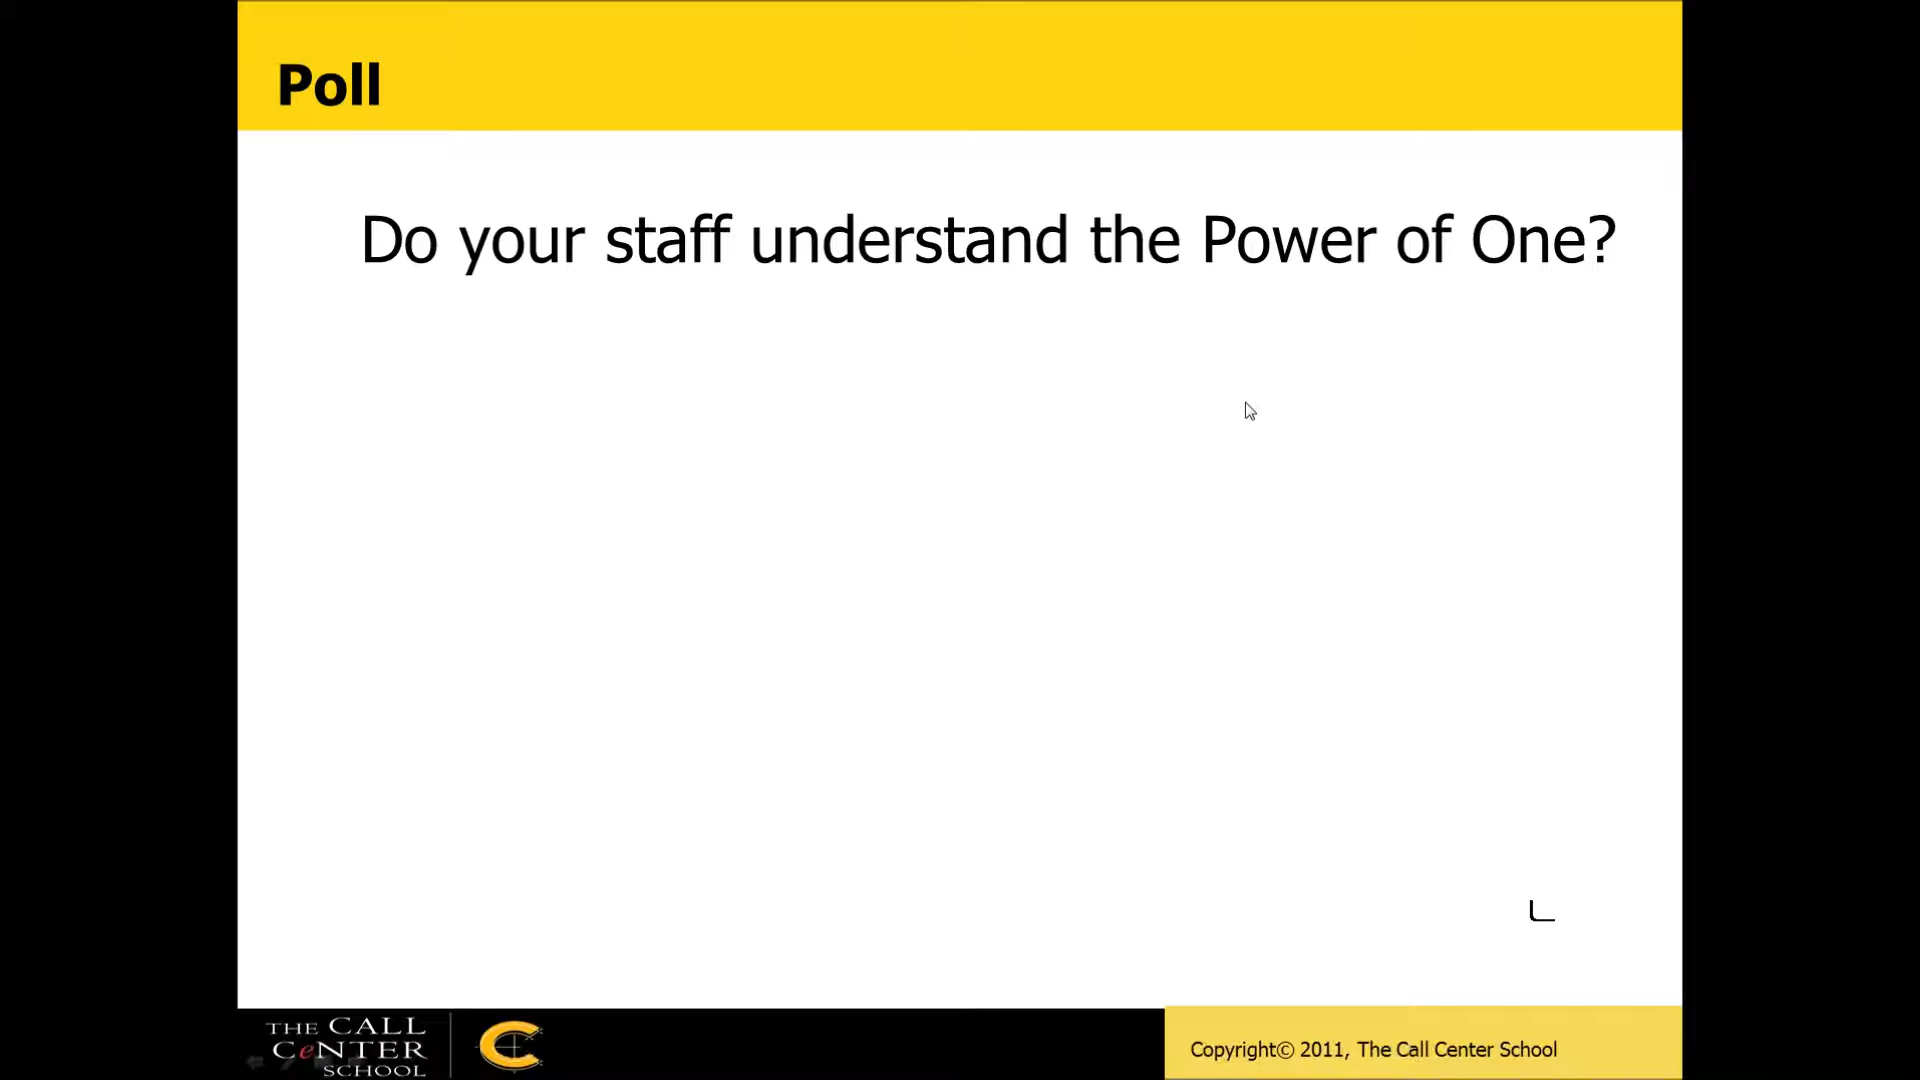 Poll
Do your staff understand the Power of One?
THE CALL
CeNTER
SCHOOL
Copyright© 2011, The Call Center School